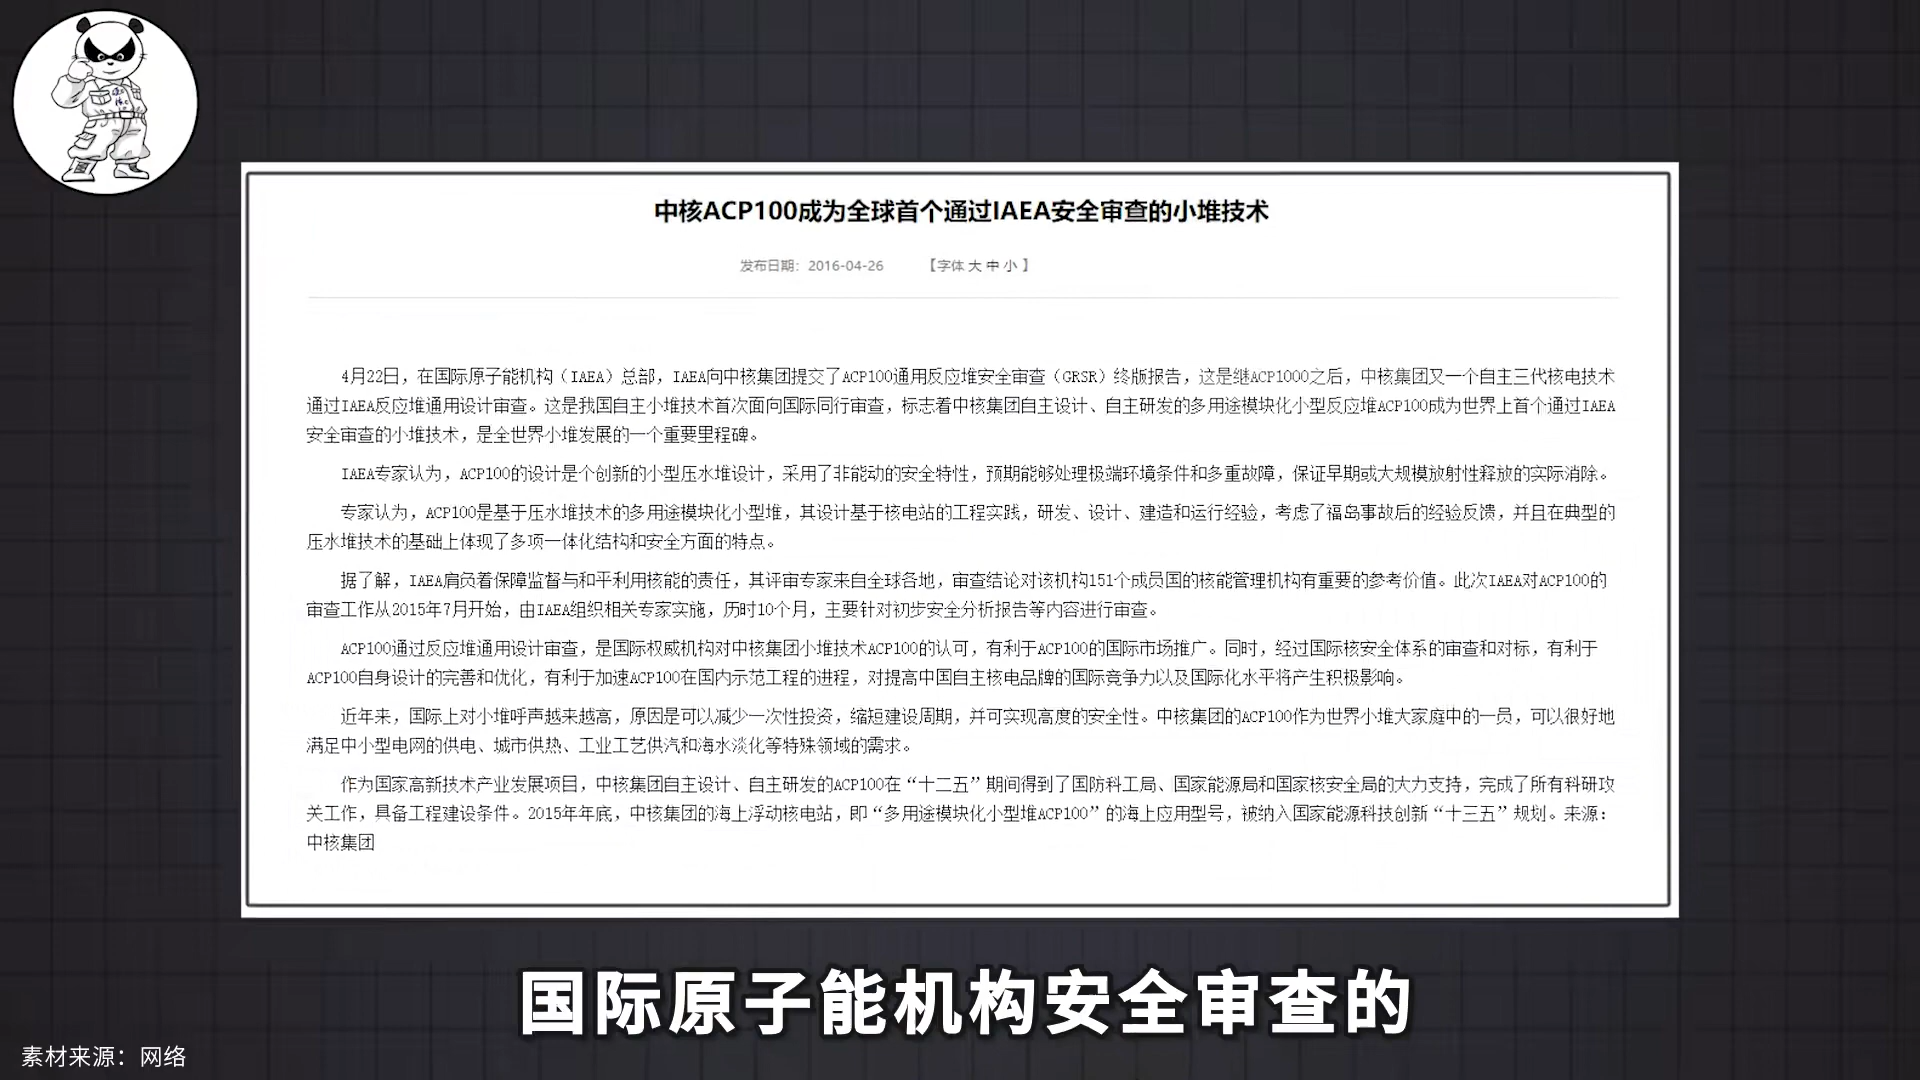 中核ACP100成为全球首个通过IAEA安全审查的小堆技术
发布日期：2016-04-26 【字体 大 中 小 】
4月22日，在国际原子能机构（IAEA）总部，IAEA向中核集团提交了ACP100通用反应堆安全审查（GRSR）终版报告，这是继ACP1000之后，中核集团又一个自主三代核电技术
通过IAEA反应堆通用设计审查。这是我国自主小堆技术首次面向国际同行审查，标志着中核集团自主设计、自主研发的多用途模块化小型反应堆ACP100成为世界上首个通过IAEA
安全审查的小堆技术，是全世界小堆发展的一个重要里程碑。
IAEA专家认为，ACP100的设计是个创新的小型压水堆设计，采用了非能动的安全特性，预期能够处理极端环境条件和多重故障，保证早期或大规模放射性释放的实际消除。
专家认为，ACP100是基于压水堆技术的多用途模块化小型堆，其设计基于核电站的工程实践，研发、设计、建造和运行经验，考虑了福岛事故后的经验反馈，并且在典型的
压水堆技术的基础上体现了多项一体化结构和安全方面的特点。
据了解，IAEA肩负着保障监督与和平利用核能的责任，其评审专家来自全球各地，审查结论对该机构151个成员国的核能管理机构有重要的参考价值。此次IAEA对ACP100的
审查工作从2015年7月开始，由IAEA组织相关专家实施，历时10个月，主要针对初步安全分析报告等内容进行审查。
ACP100通过反应堆通用设计审查，是国际权威机构对中核集团小堆技术ACP100的认可，有利于ACP100的国际市场推广。同时，经过国际核安全体系的审查和对标，有利于
ACP100自身设计的完善和优化，有利于加速ACP100在国内示范工程的进程，对提高中国自主核电品牌的国际竞争力以及国际化水平将产生积极影响。
近年来，国际上对小堆呼声越来越高，原因是可以减少一次性投资，缩短建设周期，并可实现高度的安全性。中核集团的ACP100作为世界小堆大家庭中的一员，可以很好地
满足中小型电网的供电、城市供热、工业工艺供汽和海水淡化等特殊领域的需求。
作为国家高新技术产业发展项目，中核集团自主设计、自主研发的ACP100在“十二五”期间得到了国防科工局、国家能源局和国家核安全局的大力支持，完成了所有科研攻
关工作，具备工程建设条件。2015年年底，中核集团的海上浮动核电站，即“多用途模块化小型堆ACP100”的海上应用型号，被纳入国家能源科技创新“十三五”规划。来源：
中核集团
国际原子能机构安全审查的
素材来源：网络